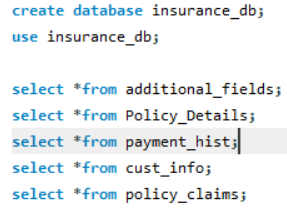 create database insurance_db;
use insurance_db;
select *from additional_fields;
select *from Policy_Details;
select *from payment_hist;
select *from cust_info;
select *from policy_claims;